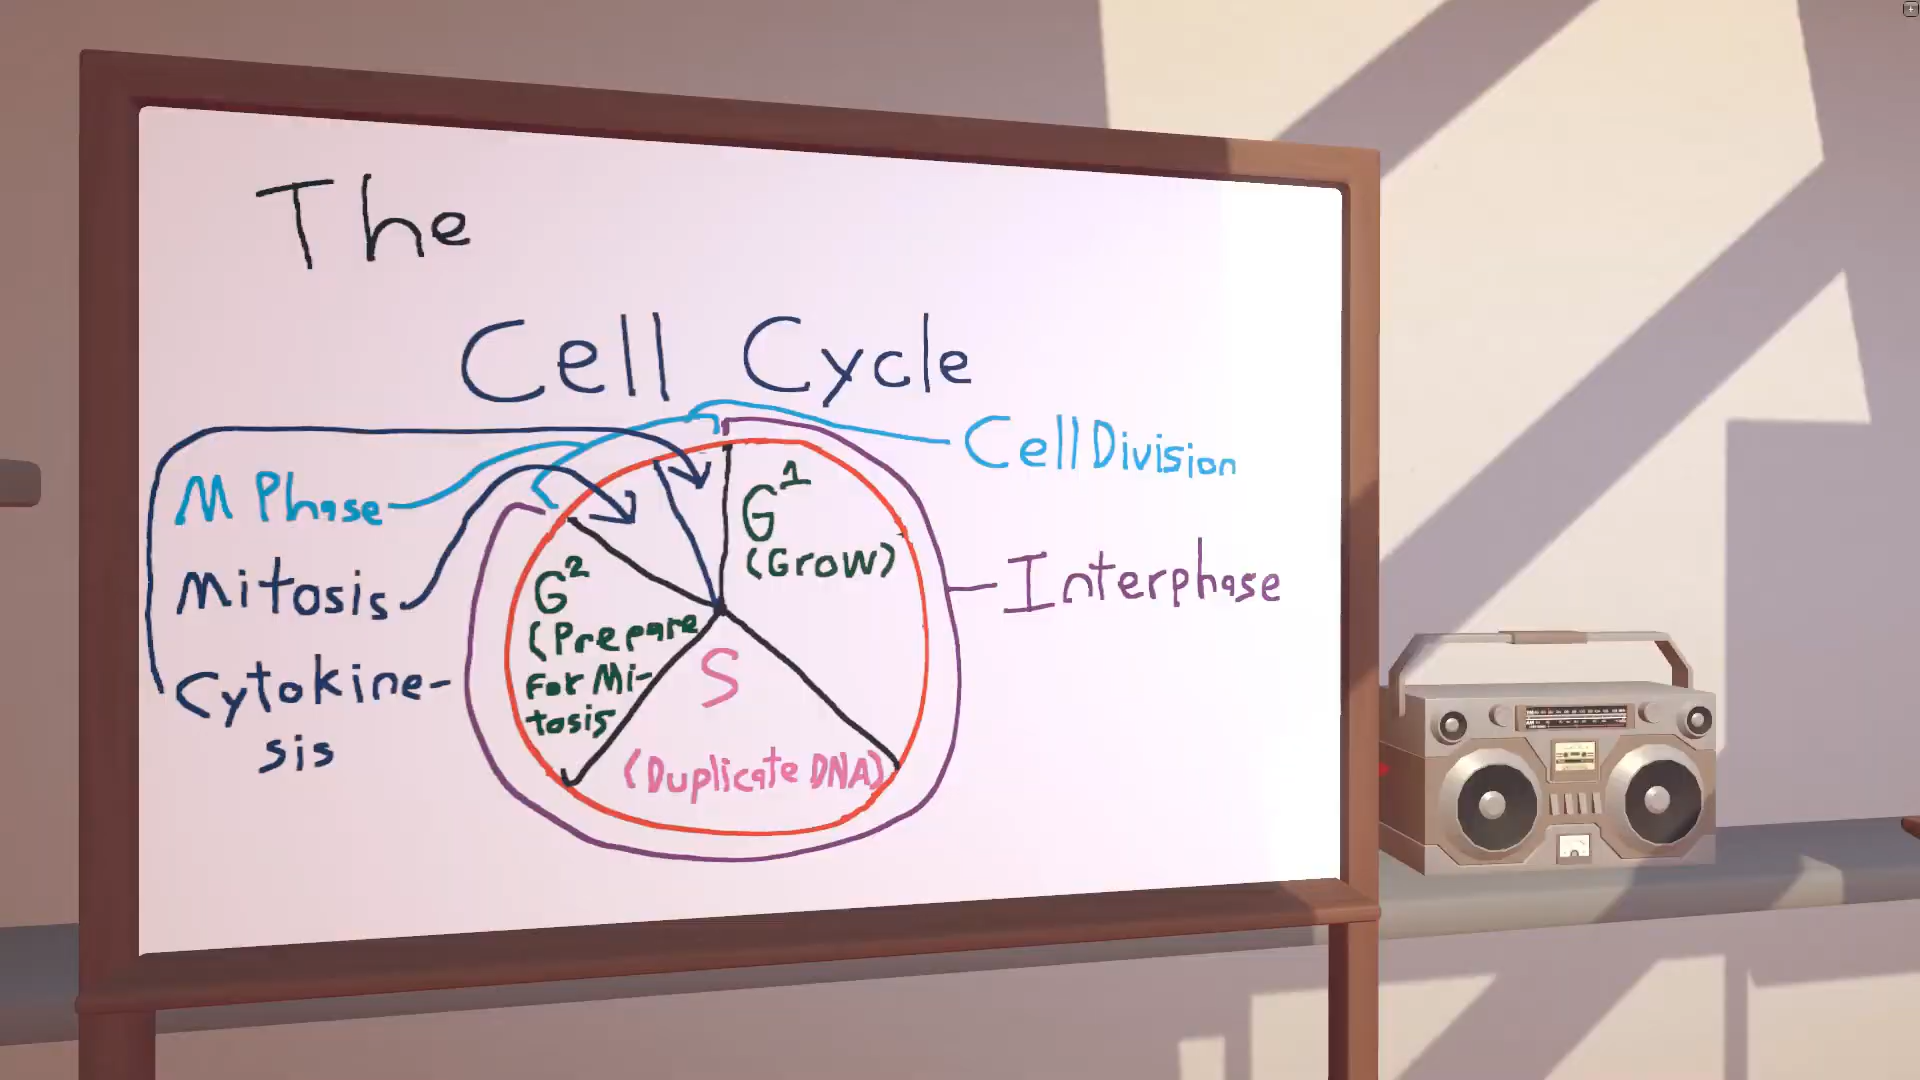 The
Cell Cycle
Cell Division
M Phase
Mitosis
Cytokine-
sis
G1
(Grow)
Interphase
G2
(Prepare
For Mi-
tosis
S
(Duplicate DNA)